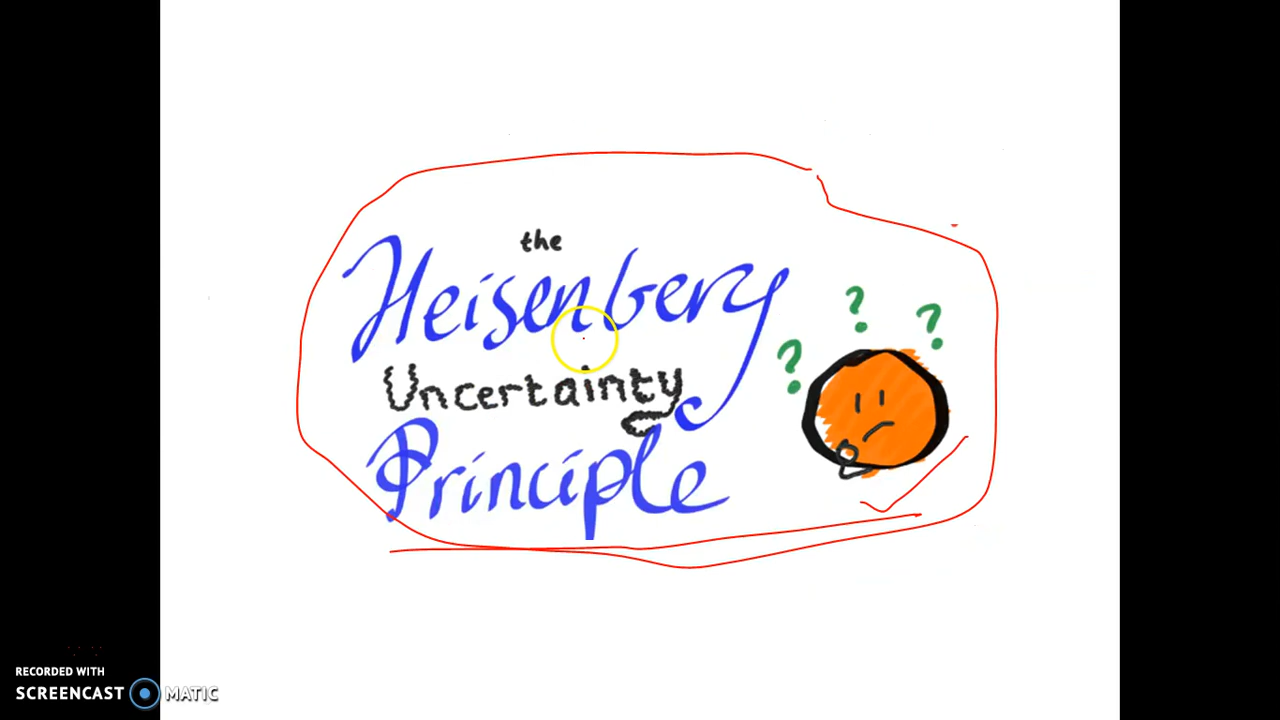 the
Heisenberg
Uncertainty
Principle
? ? ?
RECORDED WITH
SCREENCAST MATIC